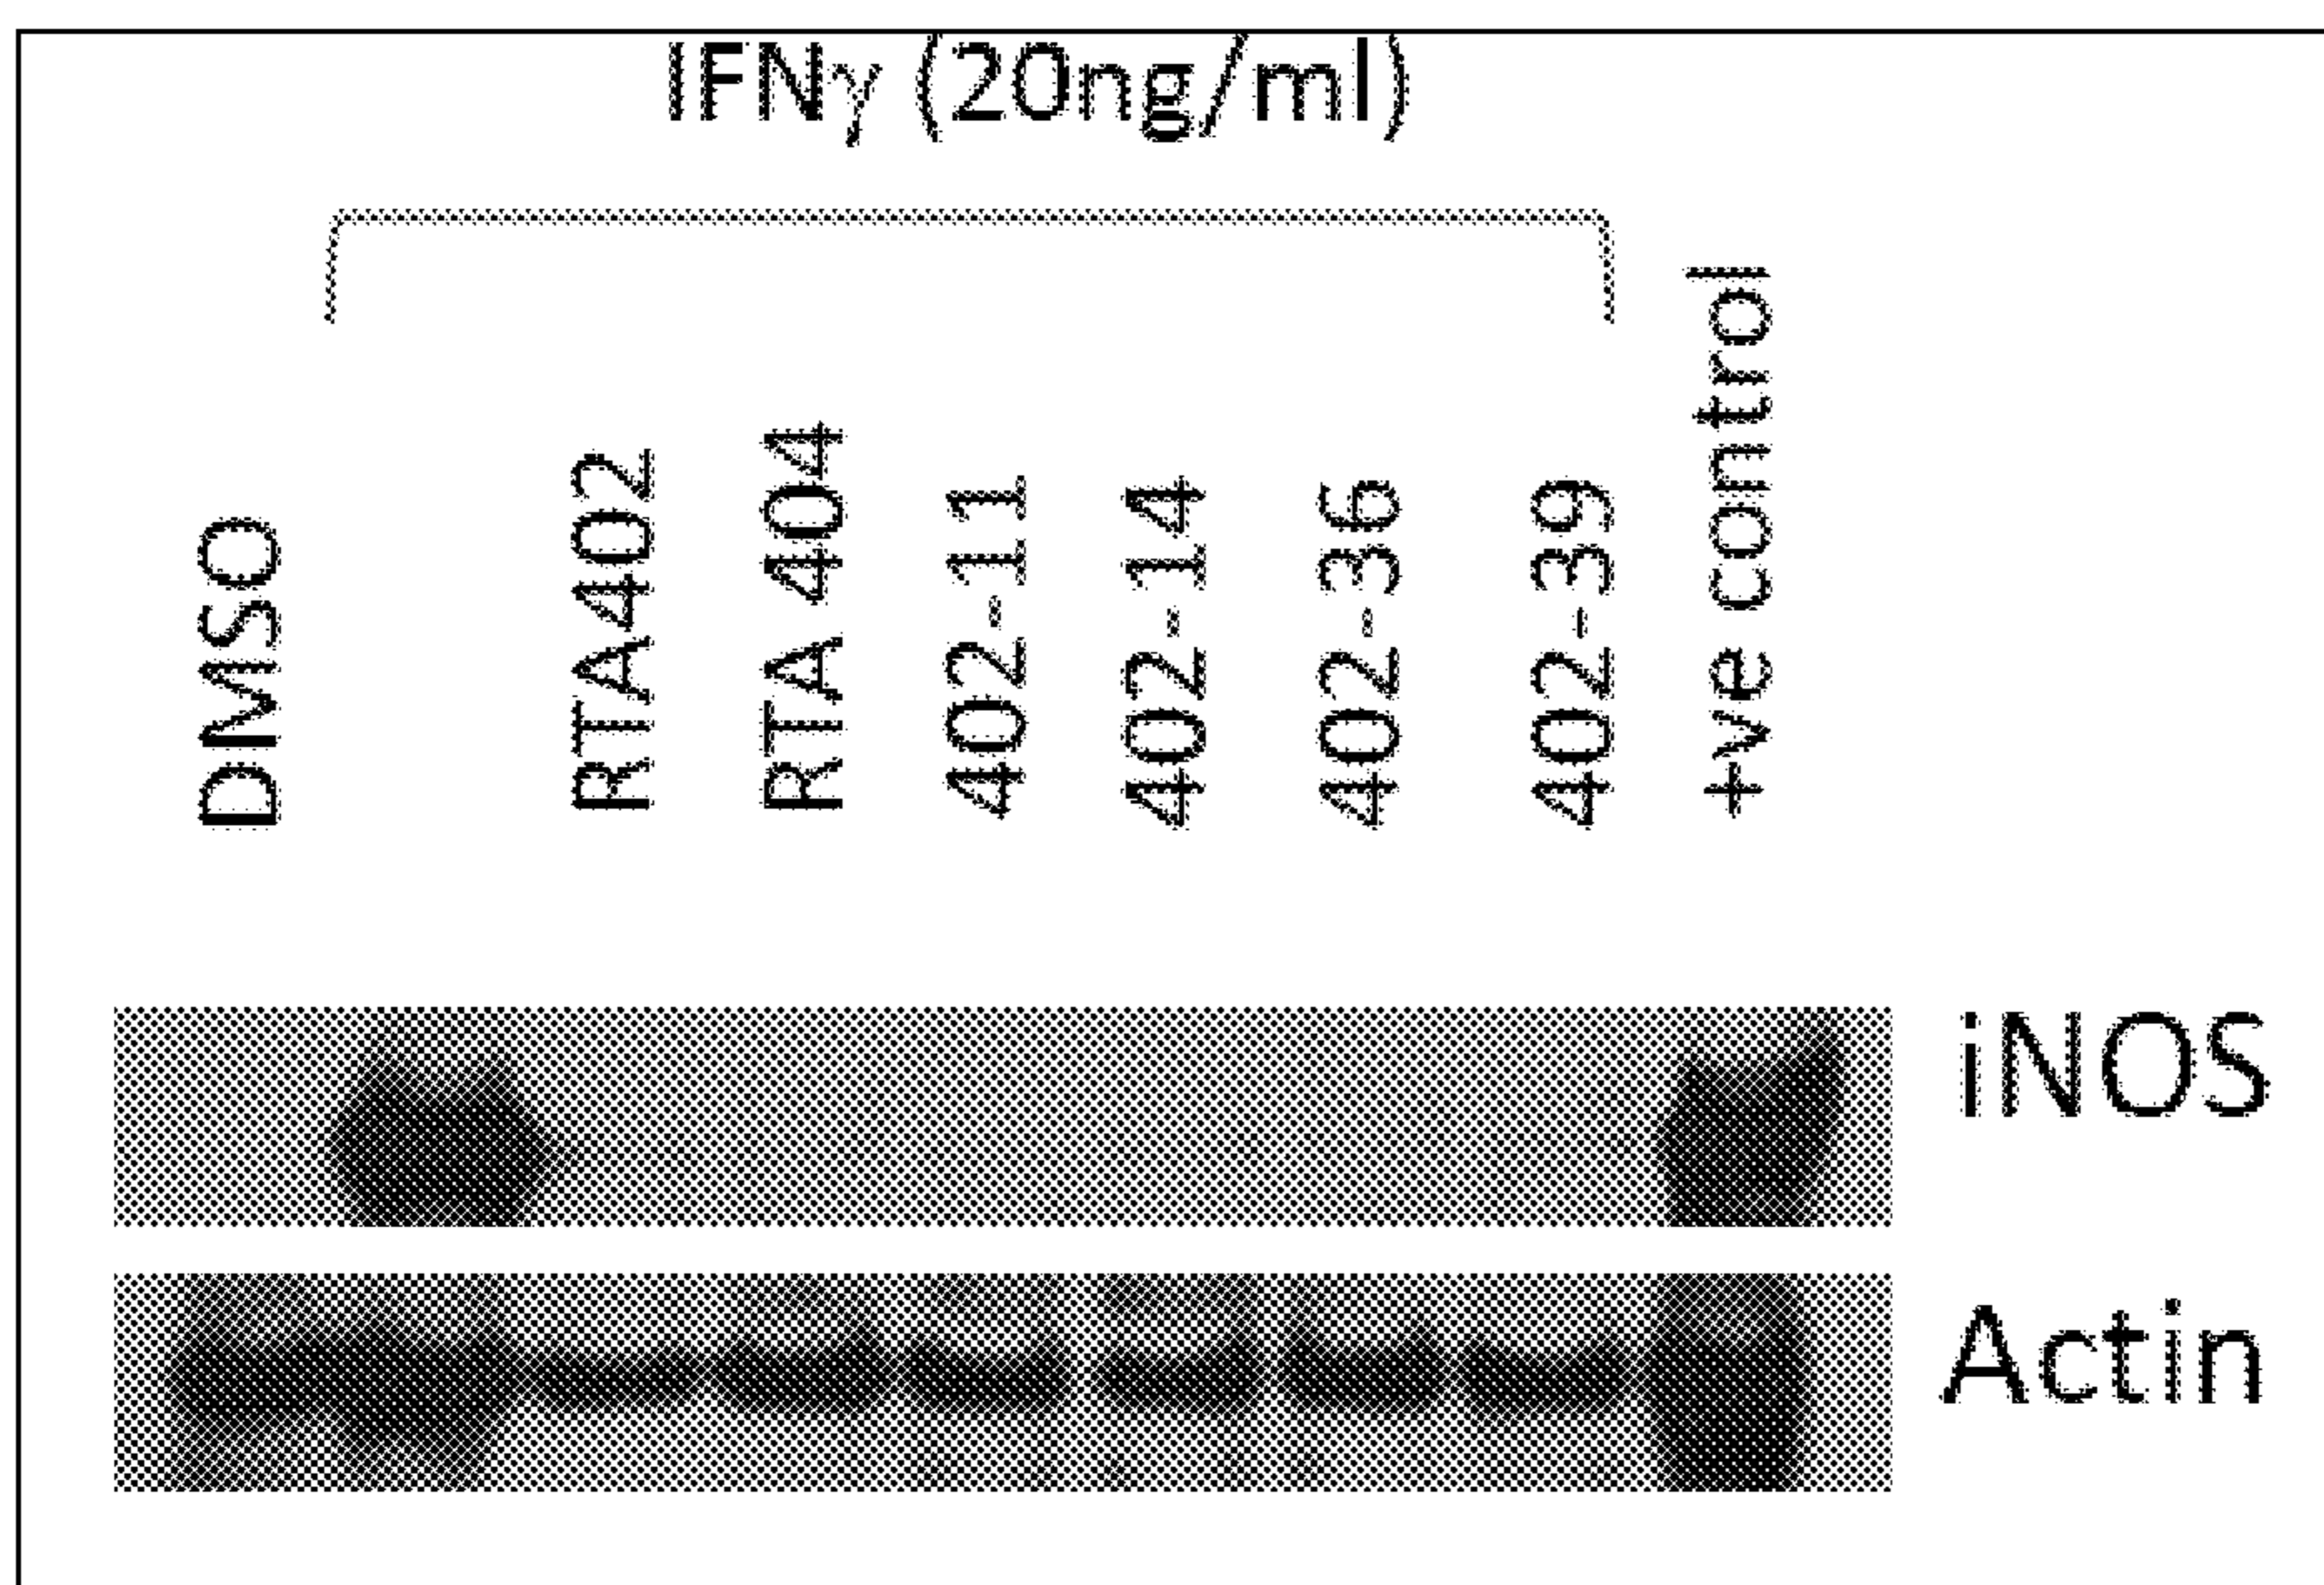 IFNγ (20ng/ml)
DMSO
RTA402
RTA 404
402-11
402-14
402-36
402-39
+ve control
iNOS
Actin